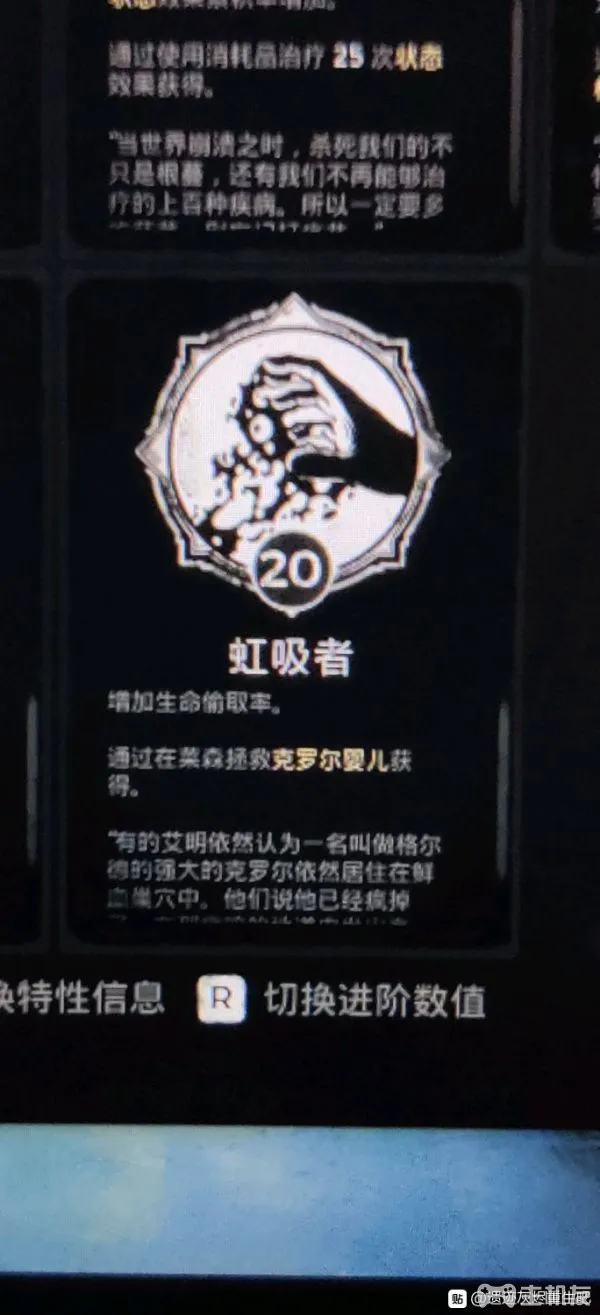 通过使用消耗品治疗 25 次状态
效果获得。
"当世界崩溃之时，杀死我们的不
只是根蔓，还有我们不再能够治
疗的上百种疾病。所以一定要多
20
虹吸者
增加生命偷取率。
通过在莱森拯救克罗尔婴儿获
得。
"有的艾明依然认为一名叫做格尔
德的强大的克罗尔依然居住在鲜
血巢穴中。他们说他已经疯掉
换特性信息 R 切换进阶数值
贴